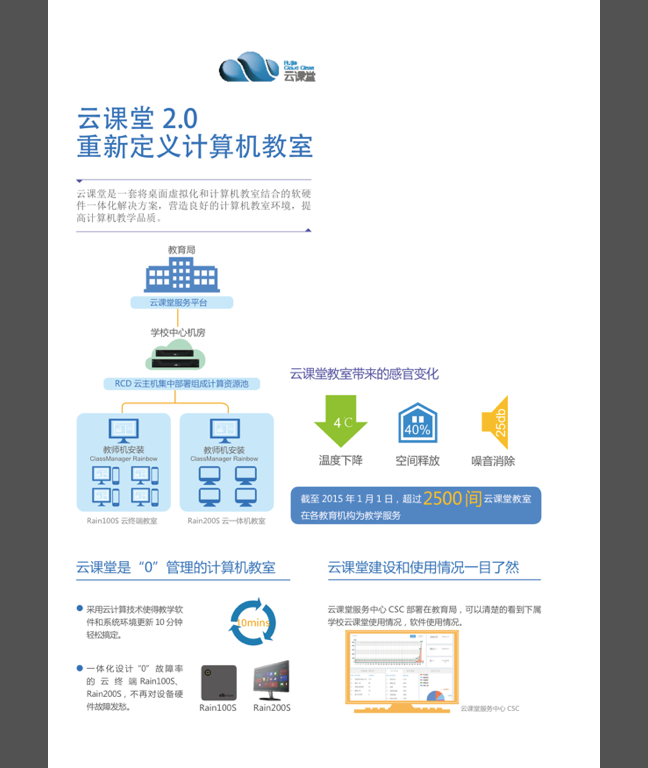 Ruijie
Cloud Class
云课堂
云课堂 2.0
重新定义计算机教室
云课堂是一套将桌面虚拟化和计算机教室结合的软硬
件一体化解决方案，营造良好的计算机教室环境，提
高计算机教学品质。
教育局
云课堂服务平台
学校中心机房
RCD 云主机集中部署组成计算资源池
教师机安装
ClassManager Rainbow
教师机安装
ClassManager Rainbow
Rain100S 云终端教室
Rain200S 云一体机教室
云课堂教室带来的感官变化
4℃
40%
25db
温度下降
空间释放
噪音消除
截至 2015 年 1 月 1 日，超过2500间云课堂教室
在各教育机构为教学服务
云课堂是“0”管理的计算机教室
采用云计算技术使得教学软
件和系统环境更新 10 分钟
轻松搞定。
10mins
一体化设计“0”故障率
的云终端 Rain100S、
Rain200S，不再对设备硬
件故障发愁。
Rain100S
Rain200S
云课堂建设和使用情况一目了然
云课堂服务中心 CSC 部署在教育局，可以清楚的看到下属
学校云课堂使用情况，软件使用情况。
云课堂服务中心 CSC